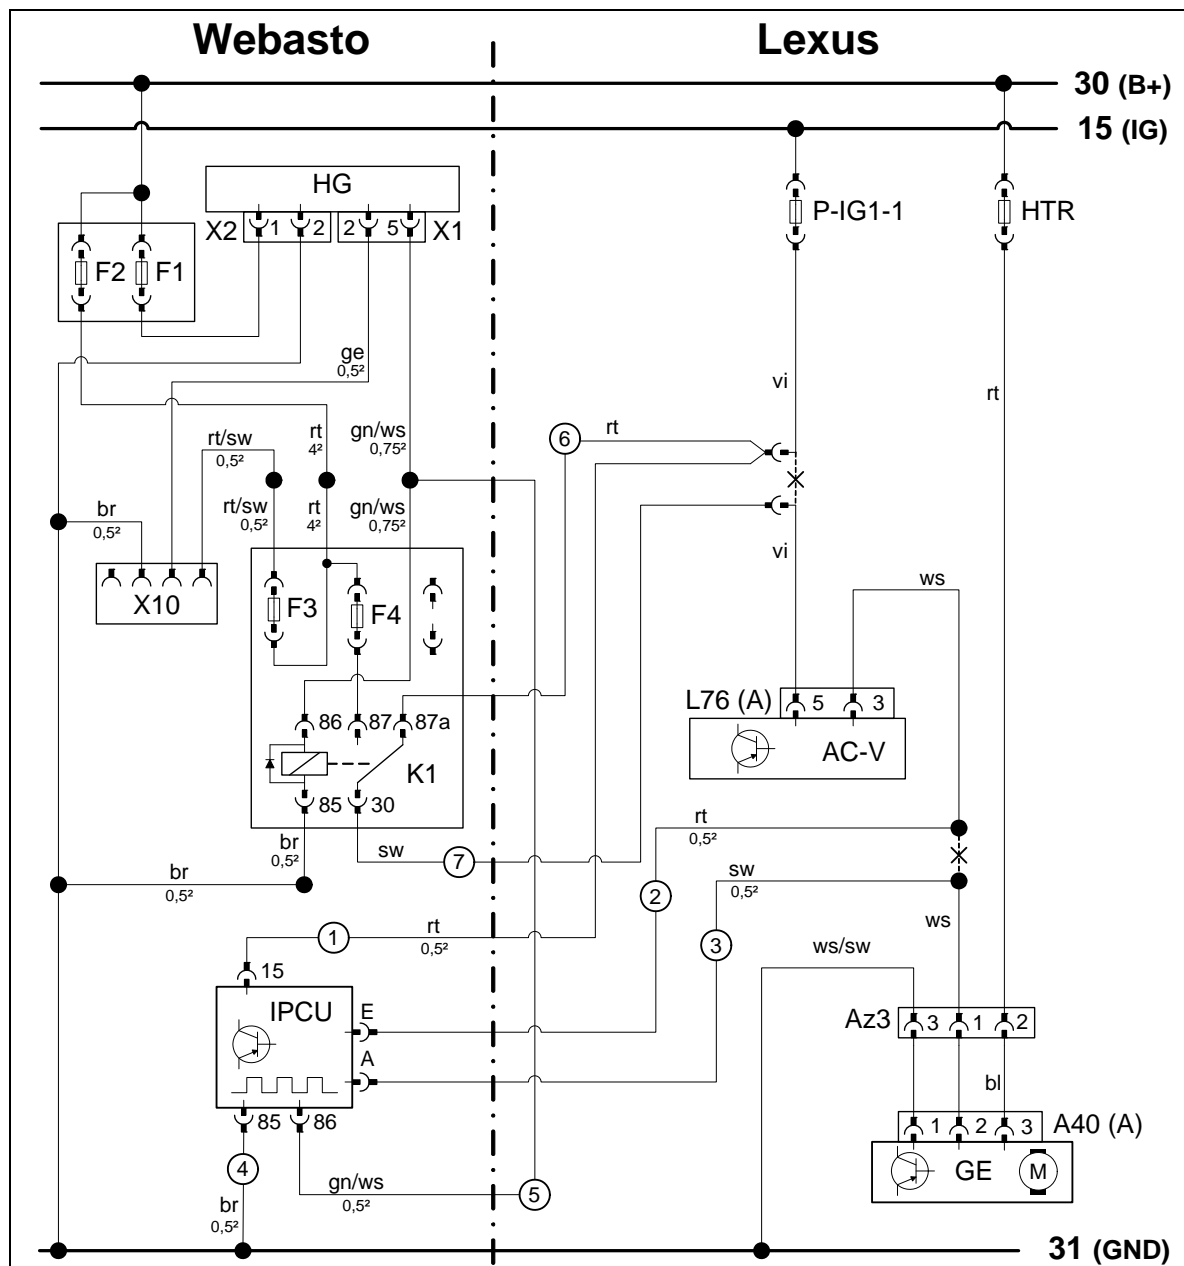 Webasto
Lexus
30 (B+)
15 (IG)
HG
X2 1 2 2 5 X1
P-IG1-1
HTR
F2 F1
ge
0,5²
vi
rt
rt/sw
0,5²
rt
4²
gn/ws
0,75²
6
rt
br
0,5²
rt/sw
0,5²
rt
4²
gn/ws
0,75²
vi
X10
F3
F4
ws
L76 (A) 5 3
AC-V
86 87 87a
K1
85 30
br
0,5²
sw
7
rt
0,5²
br
0,5²
2
sw
0,5²
1
rt
0,5²
3
ws
ws/sw
15
IPCU
E
A
Az3 3 1 2
bl
85 86
1 2 3 A40 (A)
GE
M
4
gn/ws
0,5²
5
br
0,5²
31 (GND)